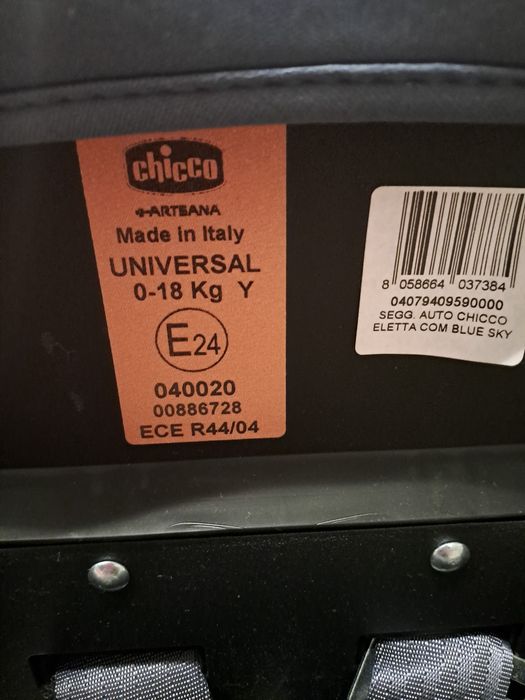 chicco
ARTSANA
Made in Italy
UNIVERSAL
0-18 Kg Y
E24
040020
00886728
ECE R44/04
8 058664 037384
04079409590000
SEGG. AUTO CHICCO
ELETTA COM BLUE SKY